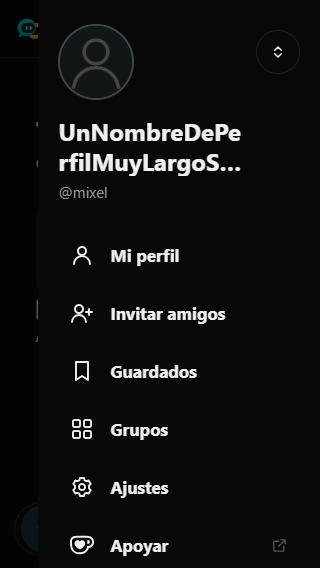 UnNombreDePe
rfilMuyLargoS...
@mixel
Mi perfil
Invitar amigos
Guardados
Grupos
Ajustes
Apoyar